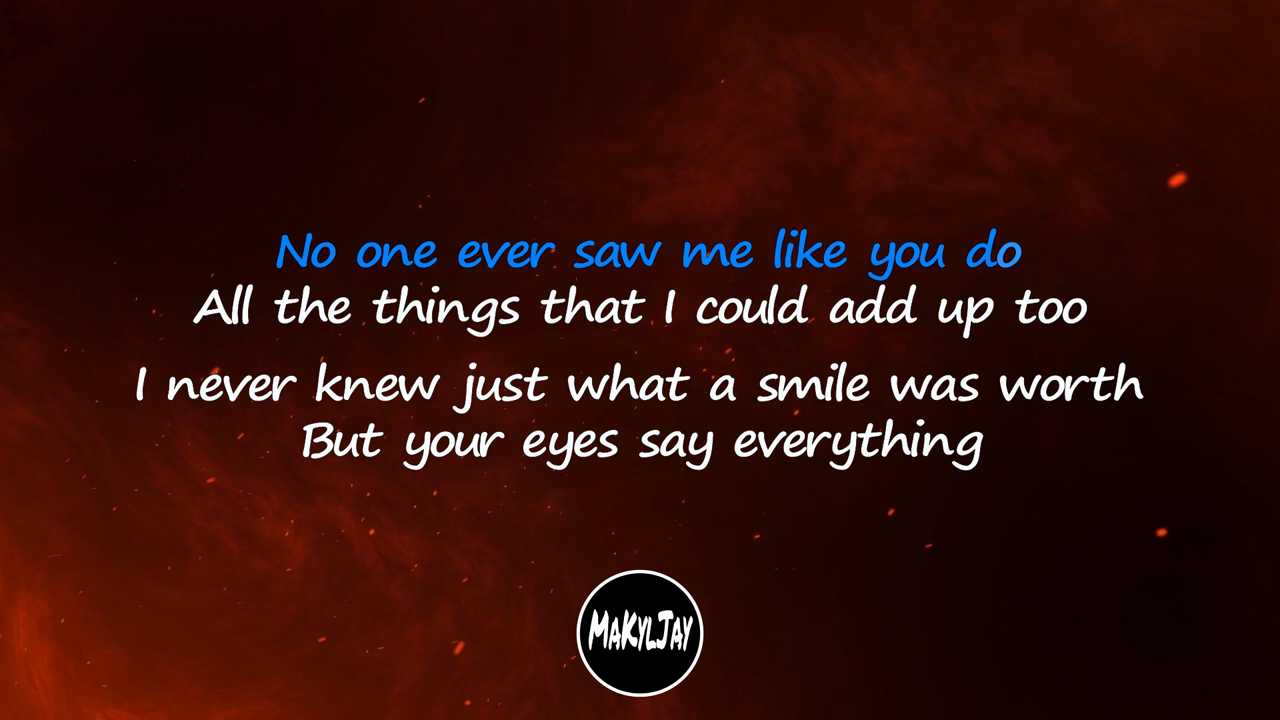 No one ever saw me like you do
All the things that I could add up too
I never knew just what a smile was worth
But your eyes say everything
MAKYLJAY